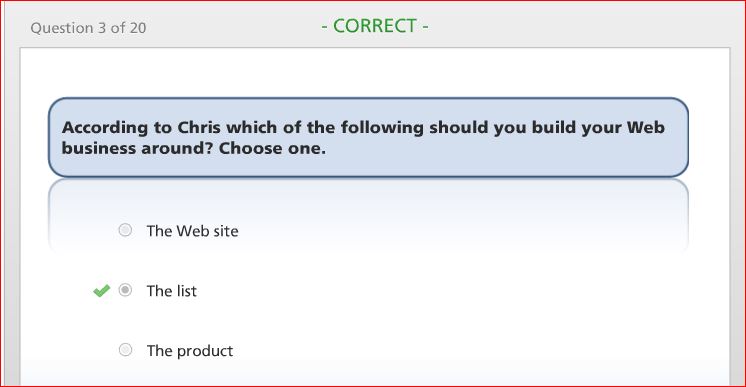 Question 3 of 20
- CORRECT -
According to Chris which of the following should you build your Web
business around? Choose one.
The Web site
The list
The product